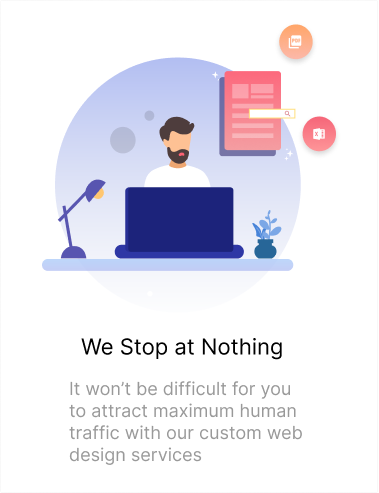 PDF
X
We Stop at Nothing
It won’t be difficult for you
to attract maximum human
traffic with our custom web
design services